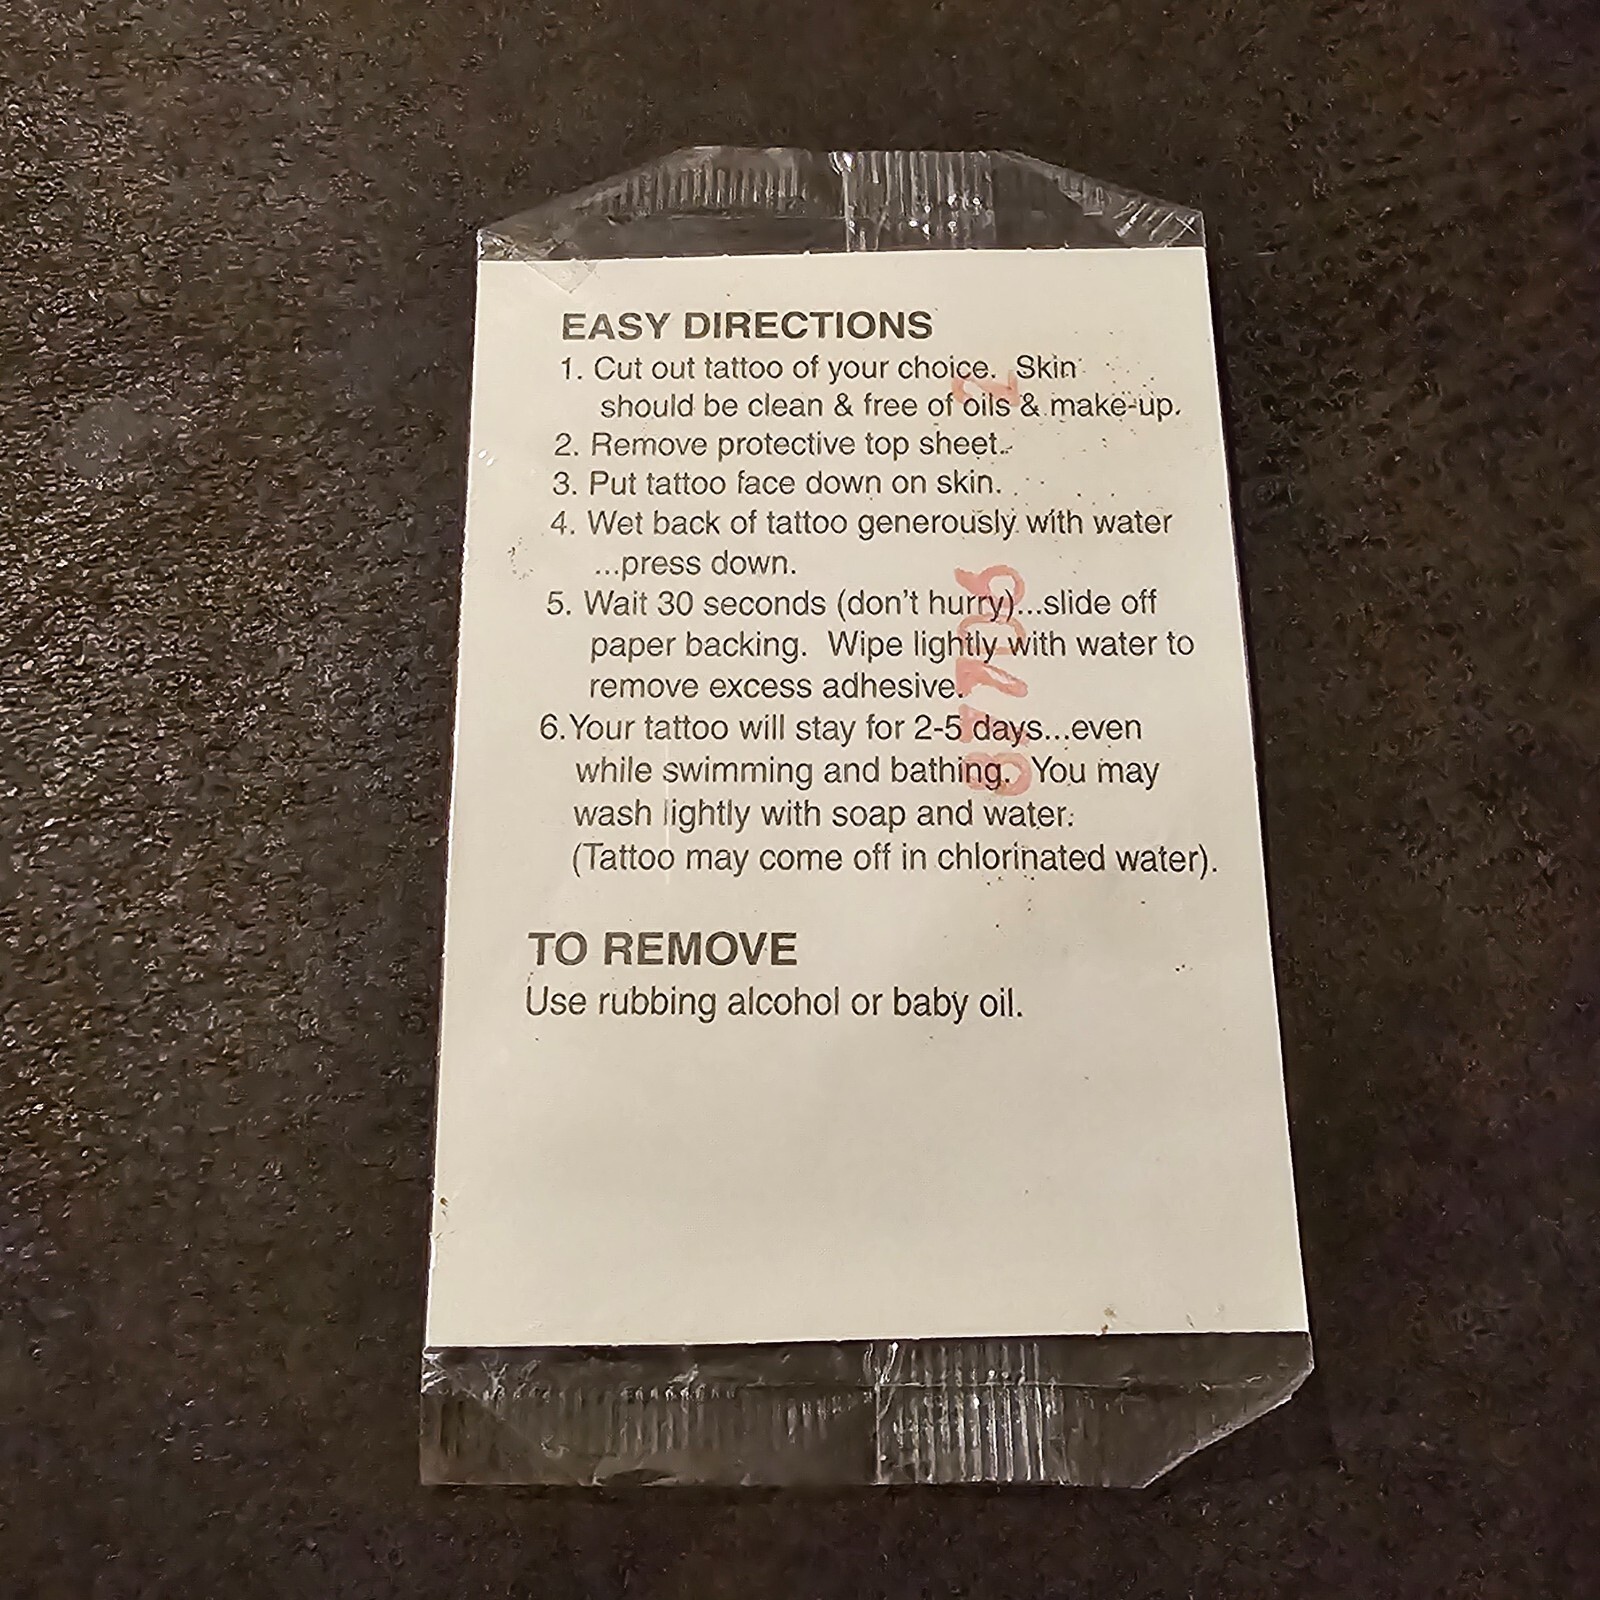 EASY DIRECTIONS
1. Cut out tattoo of your choice. Skin
should be clean & free of oils & make-up.
2. Remove protective top sheet.
3. Put tattoo face down on skin.
4. Wet back of tattoo generously with water
...press down.
5. Wait 30 seconds (don't hurry)...slide off
paper backing. Wipe lightly with water to
remove excess adhesive.
6. Your tattoo will stay for 2-5 days...even
while swimming and bathing. You may
wash lightly with soap and water.
(Tattoo may come off in chlorinated water).
TO REMOVE
Use rubbing alcohol or baby oil.